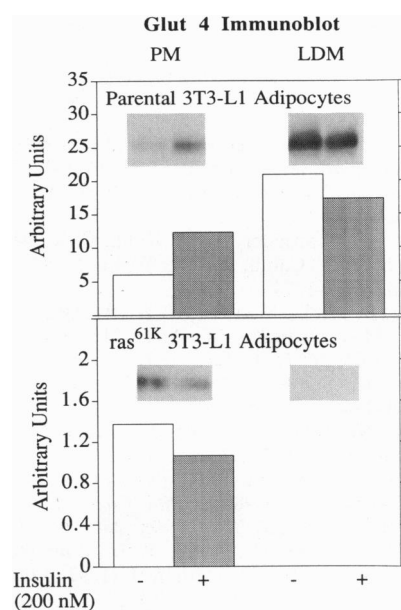 Glut 4 Immunoblot
PM LDM
35
Parental 3T3-L1 Adipocytes
30
25
20
15
10
5
Arbitrary Units
ras61K 3T3-L1 Adipocytes
2
1.6
1.2
0.8
0.4
0
Arbitrary Units
Insulin - + - +
(200 nM)